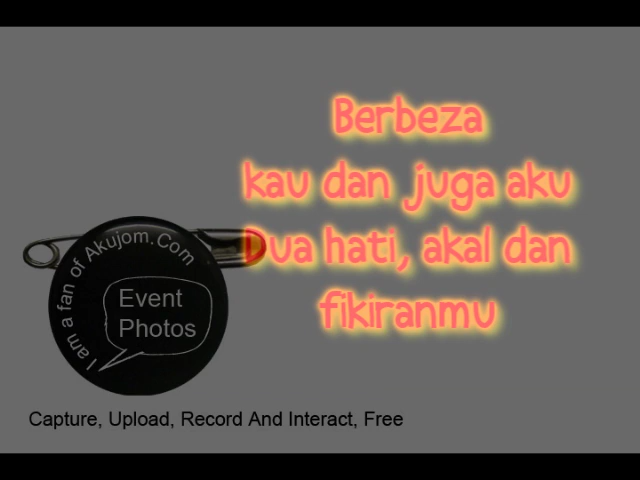 Berbeza
kau dan juga aku
Dua hati, akal dan
fikiranmu
I am a fan of Akujom.Com
Event
Photos
Capture, Upload, Record And Interact, Free